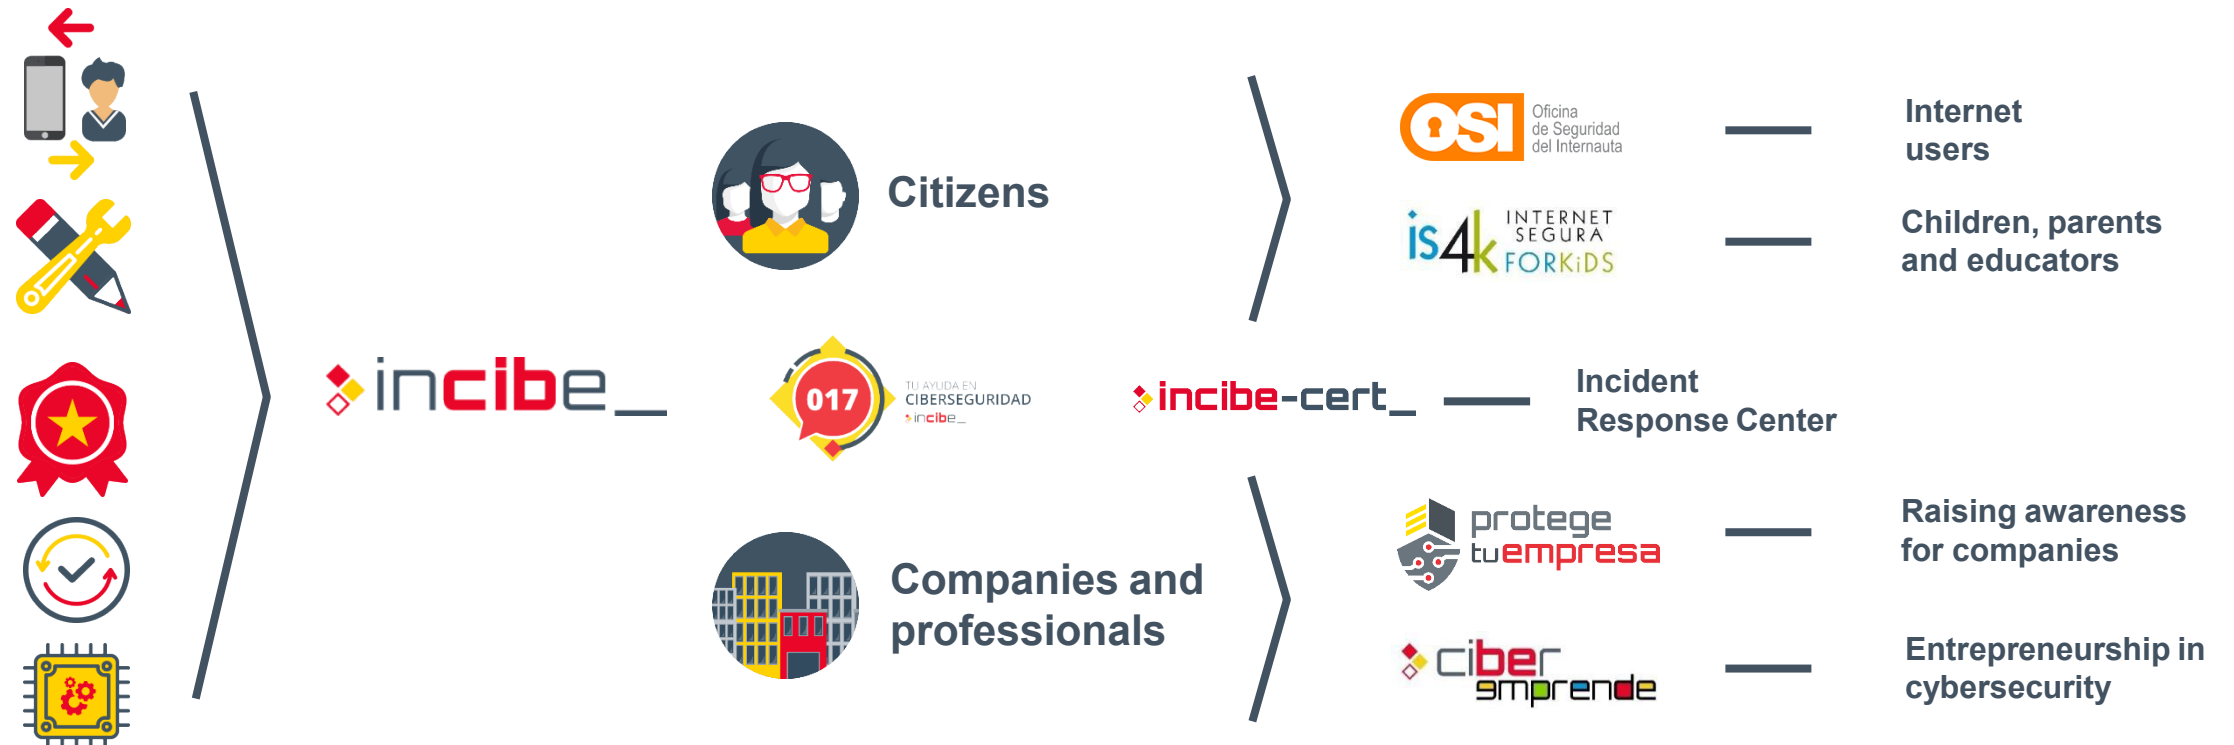 Citizens
OSI
Oficina
de Seguridad
del Internauta
Internet
users
is4k
INTERNET
SEGURA
FORKiDS
Children, parents
and educators
incibe_
017
TU AYUDA EN
CIBERSEGURIDAD
incibe_
incibe-cert_
Incident
Response Center
Companies and
professionals
protege
tuempresa
Raising awareness
for companies
ciber
emprende
Entrepreneurship in
cybersecurity